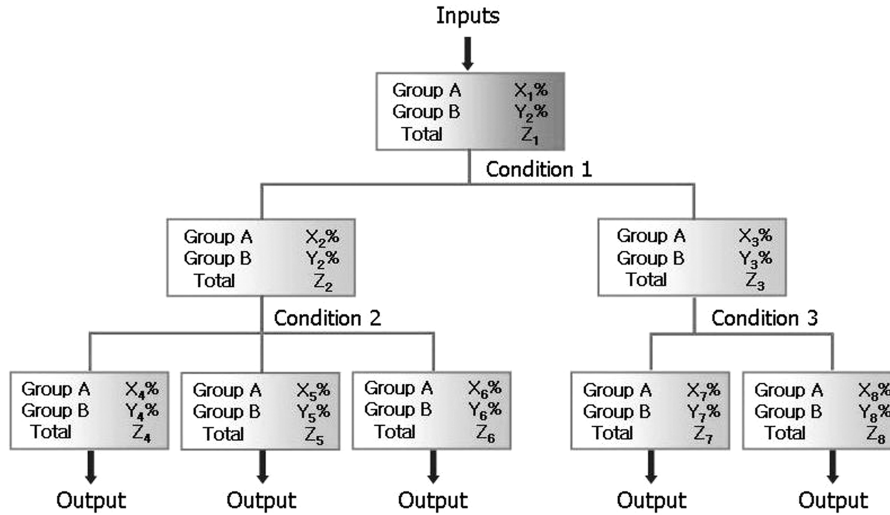 Inputs
Group A X₁%
Group B Y₂%
Total Z₁
Condition 1
Group A X₂%
Group B Y₂%
Total Z₂
Group A X₃%
Group B Y₃%
Total Z₃
Condition 2
Condition 3
Group A X₄%
Group B Y₄%
Total Z₄
Group A X₅%
Group B Y₅%
Total Z₅
Group A X₆%
Group B Y₆%
Total Z₆
Group A X₇%
Group B Y₇%
Total Z₇
Group A X₈%
Group B Y₈%
Total Z₈
Output
Output
Output
Output
Output